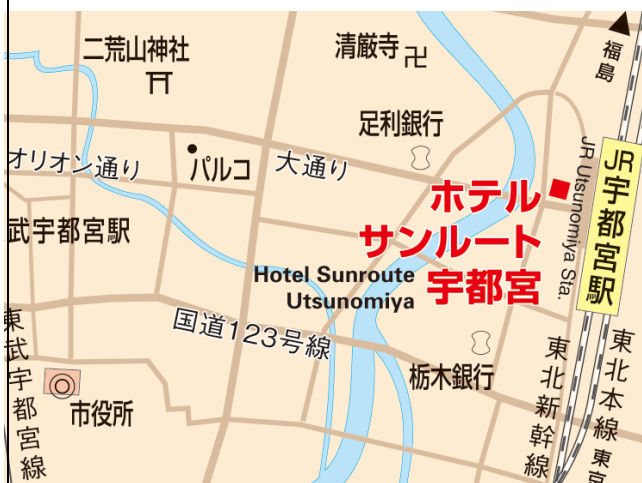 二荒山神社
清厳寺
福島
足利銀行
オリオン通り
パルコ
大通り
JR Utsunomiya Sta.
JR宇都宮駅
ホテル
サンルート
宇都宮
Hotel Sunroute
Utsunomiya
武宇都宮駅
国道123号線
栃木銀行
市役所
東武宇都宮線
東北新幹線
東北本線
東京